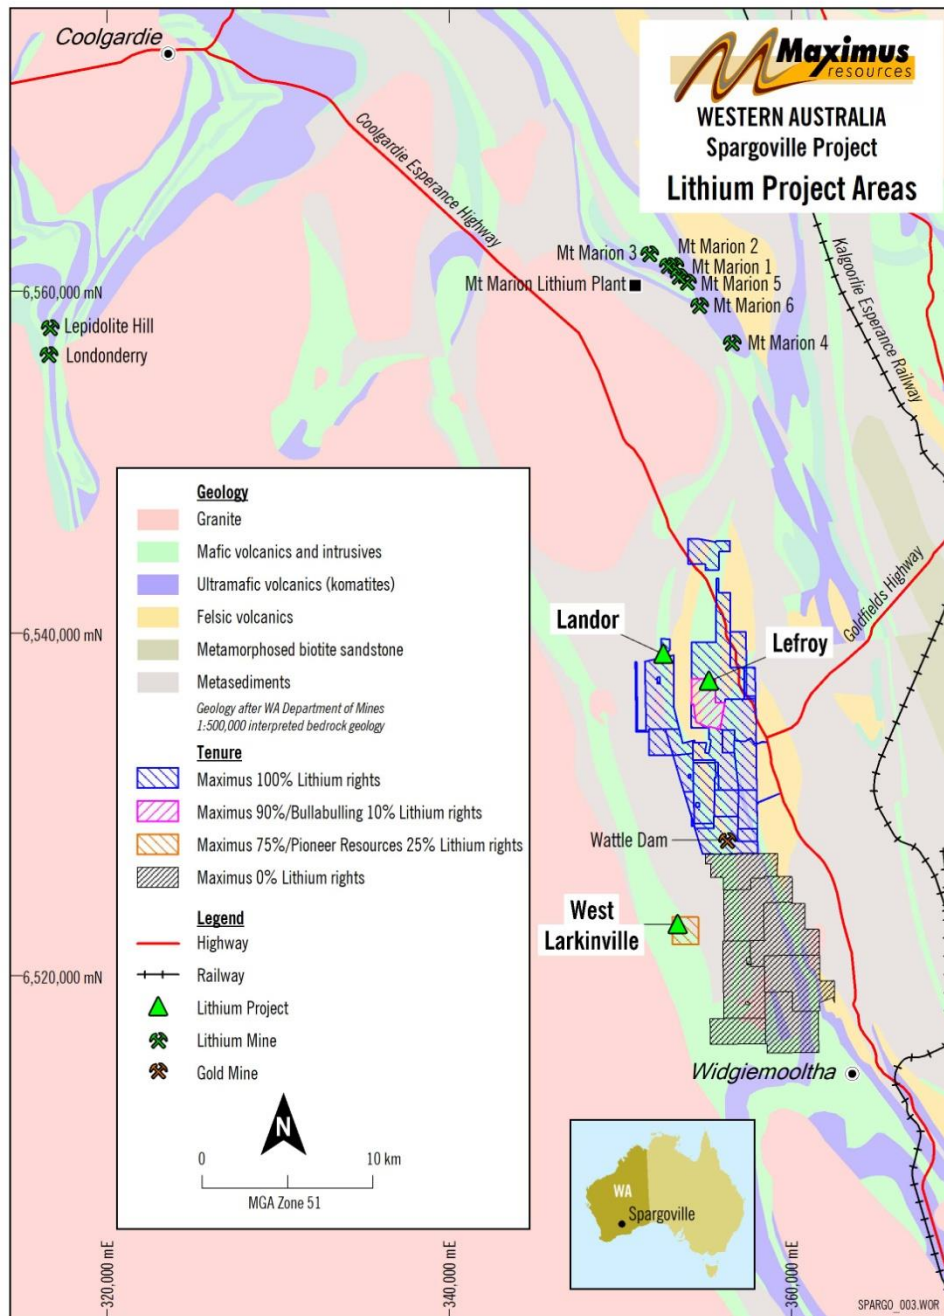 Coolgardie
Maximus
resources
WESTERN AUSTRALIA
Spargoville Project
Lithium Project Areas
Coolgardie Esperance Highway
Kalgoorlie Esperance Railway
Mt Marion 3
Mt Marion 2
Mt Marion 1
Mt Marion Lithium Plant
Mt Marion 5
Mt Marion 6
Mt Marion 4
6,560,000 mN
Lepidolite Hill
Londonderry
Geology
Granite
Mafic volcanics and intrusives
Ultramafic volcanics (komatites)
Felsic volcanics
Metamorphosed biotite sandstone
Metasediments
Geology after WA Department of Mines
1:500,000 interpreted bedrock geology
Tenure
Maximus 100% Lithium rights
Maximus 90%/Bullabulling 10% Lithium rights
Maximus 75%/Pioneer Resources 25% Lithium rights
Maximus 0% Lithium rights
Legend
Highway
Railway
Lithium Project
Lithium Mine
Gold Mine
N
0
10 km
MGA Zone 51
Goldfields Highway
Landor
Lefroy
6,540,000 mN
Wattle Dam
West
Larkinville
6,520,000 mN
Widgiemooltha
WA
Spargoville
320,000 mE
340,000 mE
360,000 mE
SPARGO_003.WOR